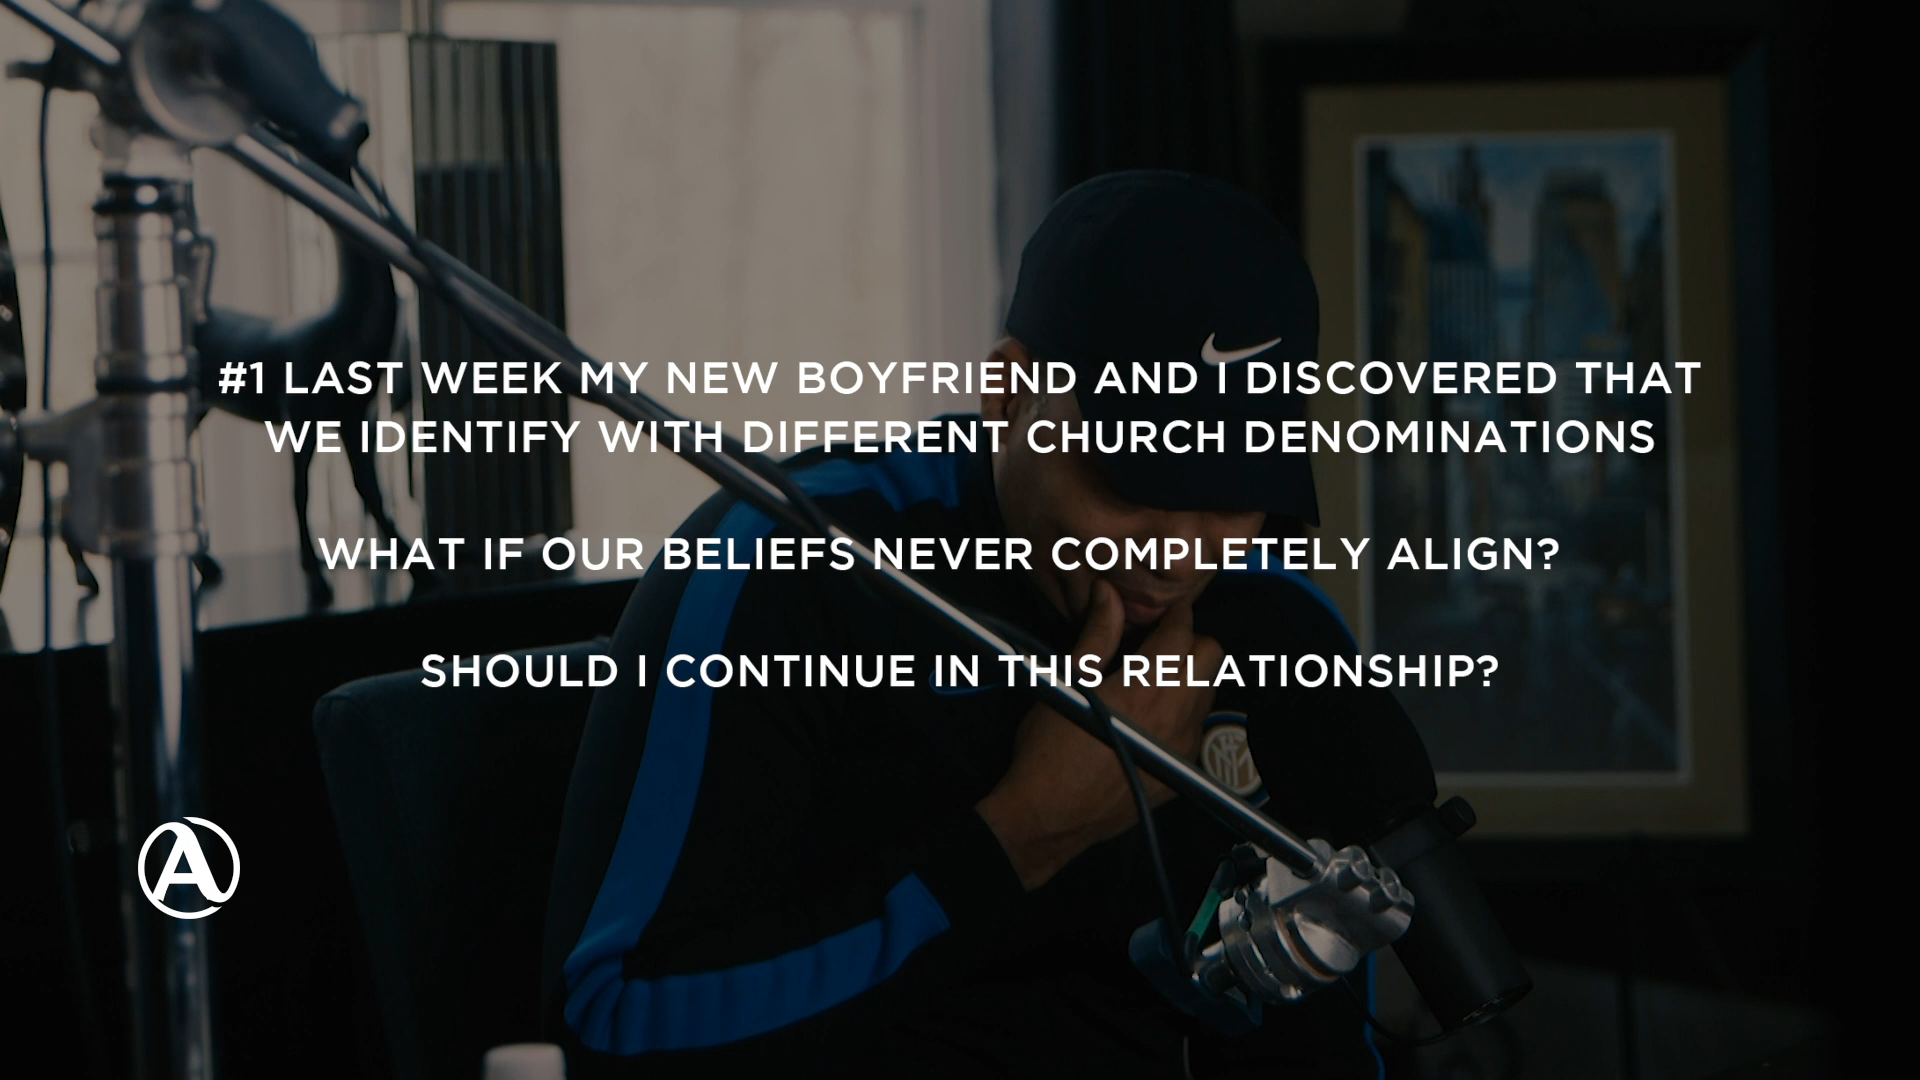 #1 LAST WEEK MY NEW BOYFRIEND AND I DISCOVERED THAT
WE IDENTIFY WITH DIFFERENT CHURCH DENOMINATIONS
WHAT IF OUR BELIEFS NEVER COMPLETELY ALIGN?
SHOULD I CONTINUE IN THIS RELATIONSHIP?
A